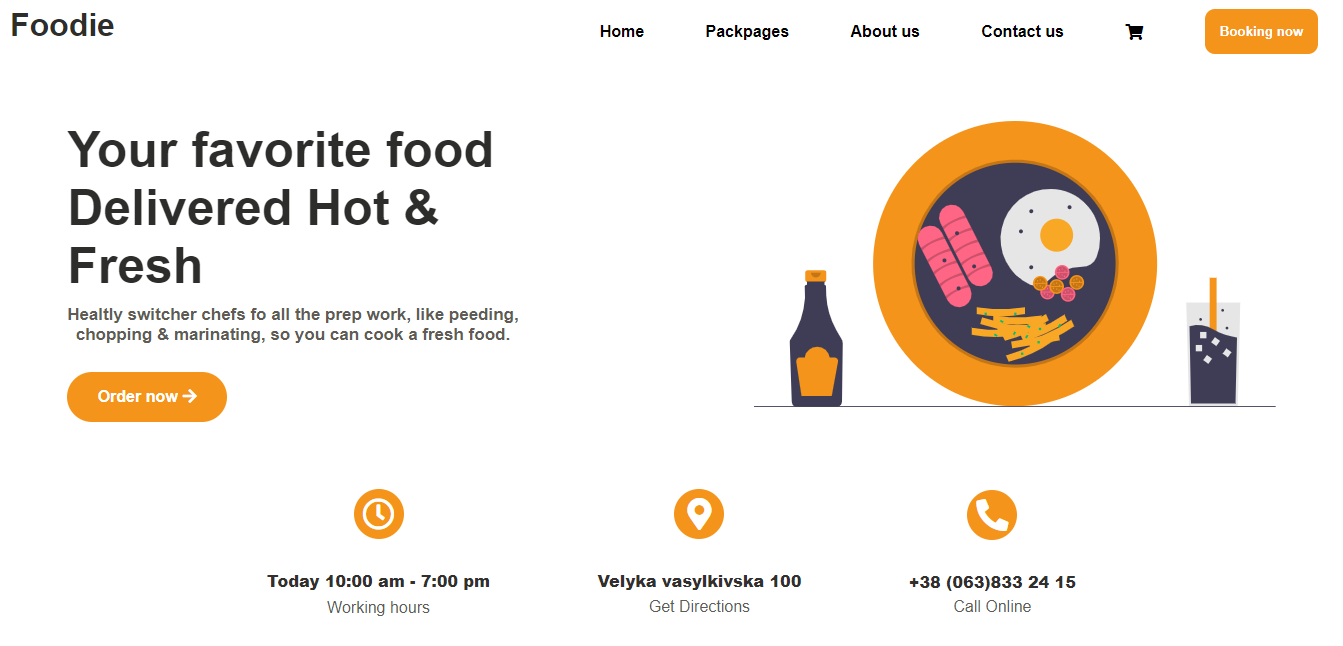 Foodie
Home Packpages About us Contact us Booking now
Your favorite food
Delivered Hot &
Fresh
Healtly switcher chefs fo all the prep work, like peeding,
chopping & marinating, so you can cook a fresh food.
Order now
Today 10:00 am - 7:00 pm
Working hours
Velyka vasylkivska 100
Get Directions
+38 (063)833 24 15
Call Online